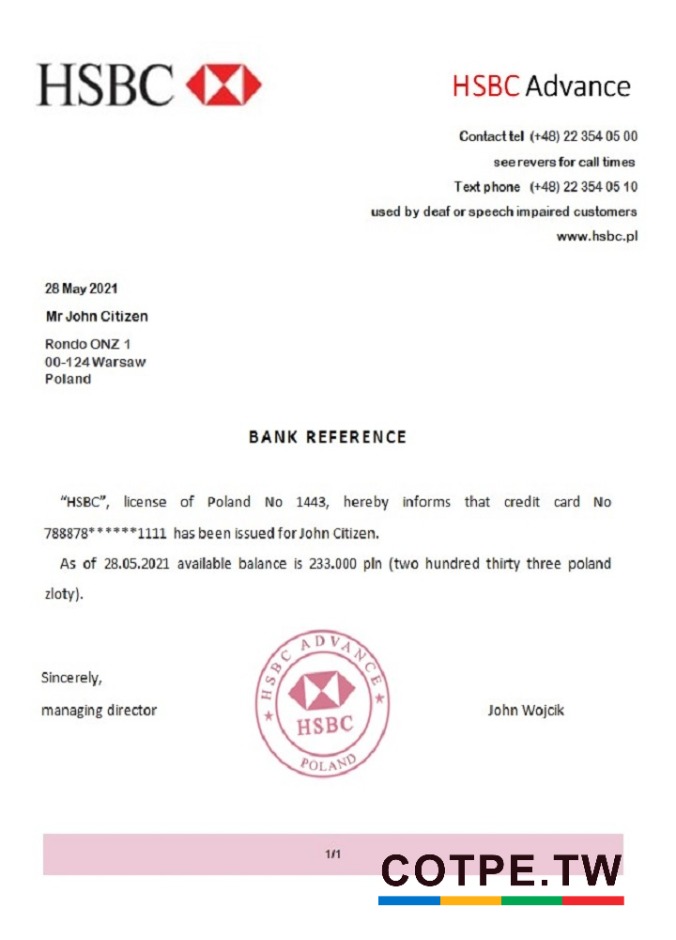 HSBC
HSBC Advance
Contact tel (+48) 22 354 05 00
see revers for call times
Text phone (+48) 22 354 05 10
used by deaf or speech impaired customers
www.hsbc.pl
28 May 2021
Mr John Citizen
Rondo ONZ 1
00-124 Warsaw
Poland
BANK REFERENCE
“HSBC”, license of Poland No 1443, hereby informs that credit card No
788878******1111 has been issued for John Citizen.
As of 28.05.2021 available balance is 233.000 pln (two hundred thirty three poland
zloty).
Sincerely,
managing director
HSBC ADVANCE
HSBC
POLAND
John Wojcik
1/1
COTPE.TW